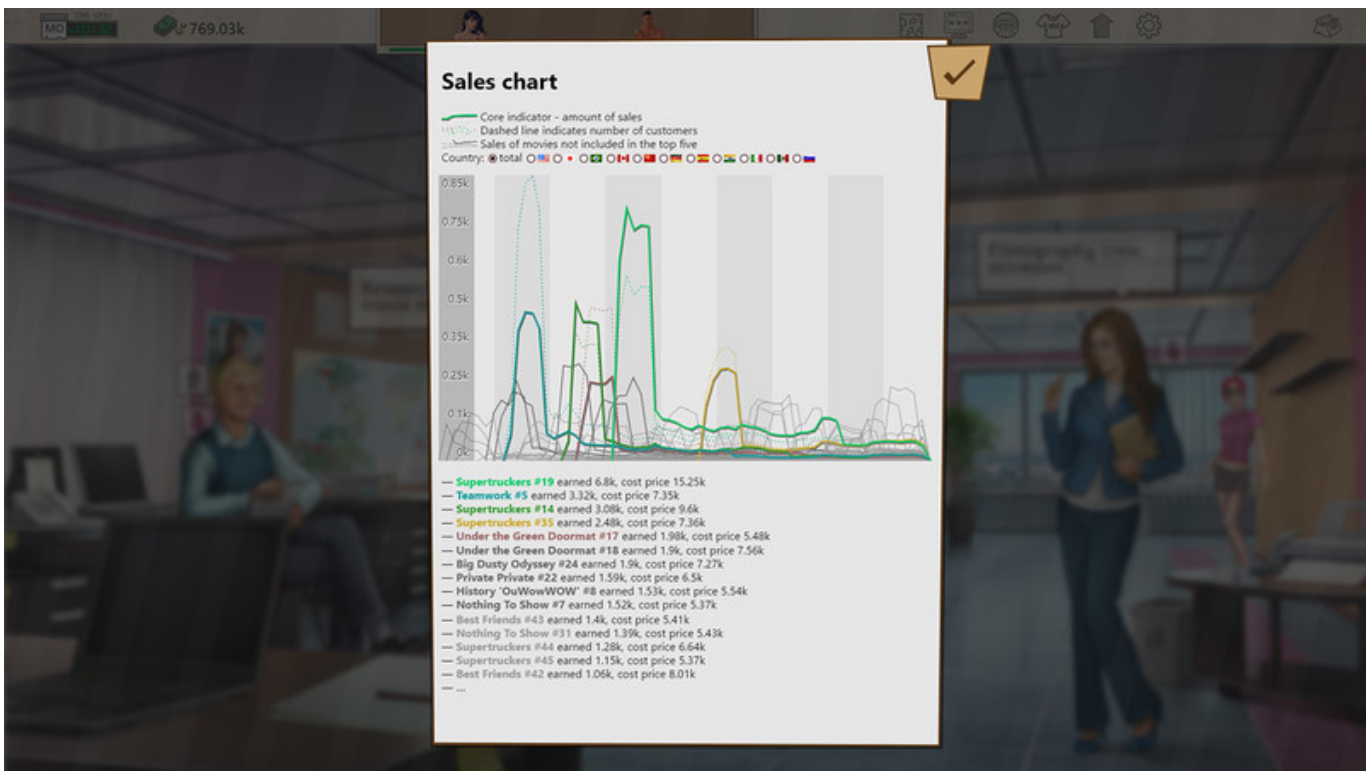 MO
769.03k
Sales chart
Core indicator - amount of sales
Dashed line indicates number of customers
Sales of movies not included in the top five
Country: total
0.85k
0.75k
0.6k
0.5k
0.35k
0.25k
0.1k
0k
— Supertruckers #19 earned 6.8k, cost price 15.25k
— Teamwork #5 earned 3.32k, cost price 7.35k
— Supertruckers #14 earned 3.08k, cost price 9.6k
— Supertruckers #35 earned 2.48k, cost price 7.36k
— Under the Green Doormat #17 earned 1.98k, cost price 5.48k
— Under the Green Doormat #18 earned 1.9k, cost price 7.56k
— Big Dusty Odyssey #24 earned 1.9k, cost price 7.27k
— Private Private #22 earned 1.59k, cost price 6.5k
— History 'OuWowWOW' #8 earned 1.53k, cost price 5.54k
— Nothing To Show #7 earned 1.52k, cost price 5.37k
— Best Friends #43 earned 1.4k, cost price 5.41k
— Nothing To Show #31 earned 1.39k, cost price 5.43k
— Supertruckers #44 earned 1.28k, cost price 6.64k
— Supertruckers #45 earned 1.15k, cost price 5.37k
— Best Friends #42 earned 1.06k, cost price 8.01k
— ...